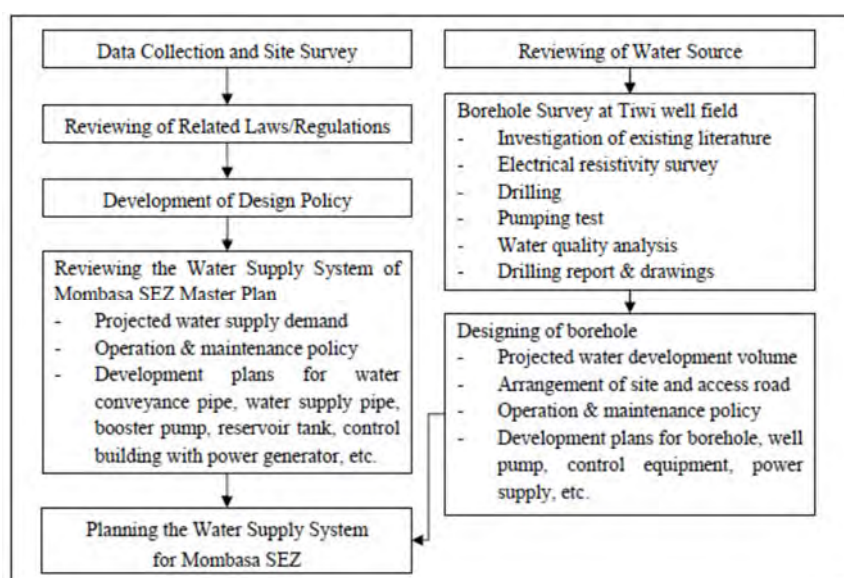 Data Collection and Site Survey
Reviewing of Related Laws/Regulations
Development of Design Policy
Reviewing the Water Supply System of
Mombasa SEZ Master Plan
- Projected water supply demand
- Operation & maintenance policy
- Development plans for water
conveyance pipe, water supply pipe,
booster pump, reservoir tank, control
building with power generator, etc.
Planning the Water Supply System
for Mombasa SEZ
Reviewing of Water Source
Borehole Survey at Tiwi well field
- Investigation of existing literature
- Electrical resistivity survey
- Drilling
- Pumping test
- Water quality analysis
- Drilling report & drawings
Designing of borehole
- Projected water development volume
- Arrangement of site and access road
- Operation & maintenance policy
- Development plans for borehole, well
pump, control equipment, power
supply, etc.